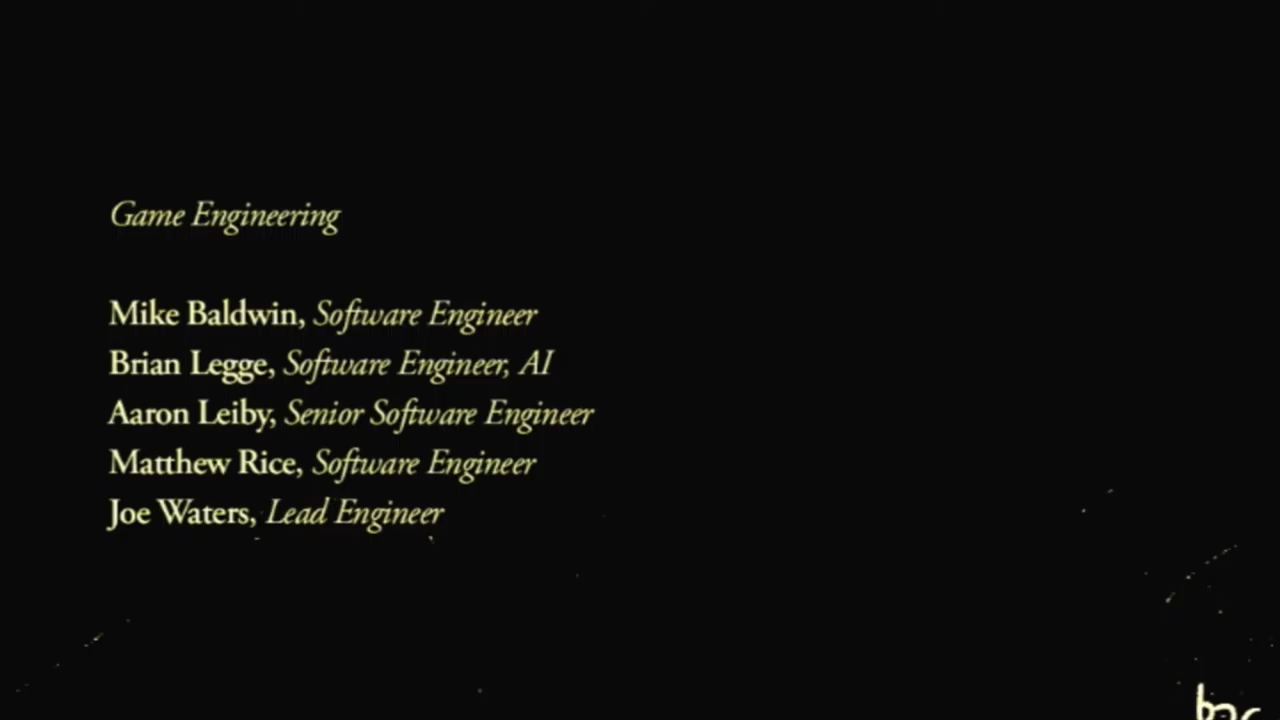 Game Engineering
Mike Baldwin, Software Engineer
Brian Legge, Software Engineer, AI
Aaron Leiby, Senior Software Engineer
Matthew Rice, Software Engineer
Joe Waters, Lead Engineer